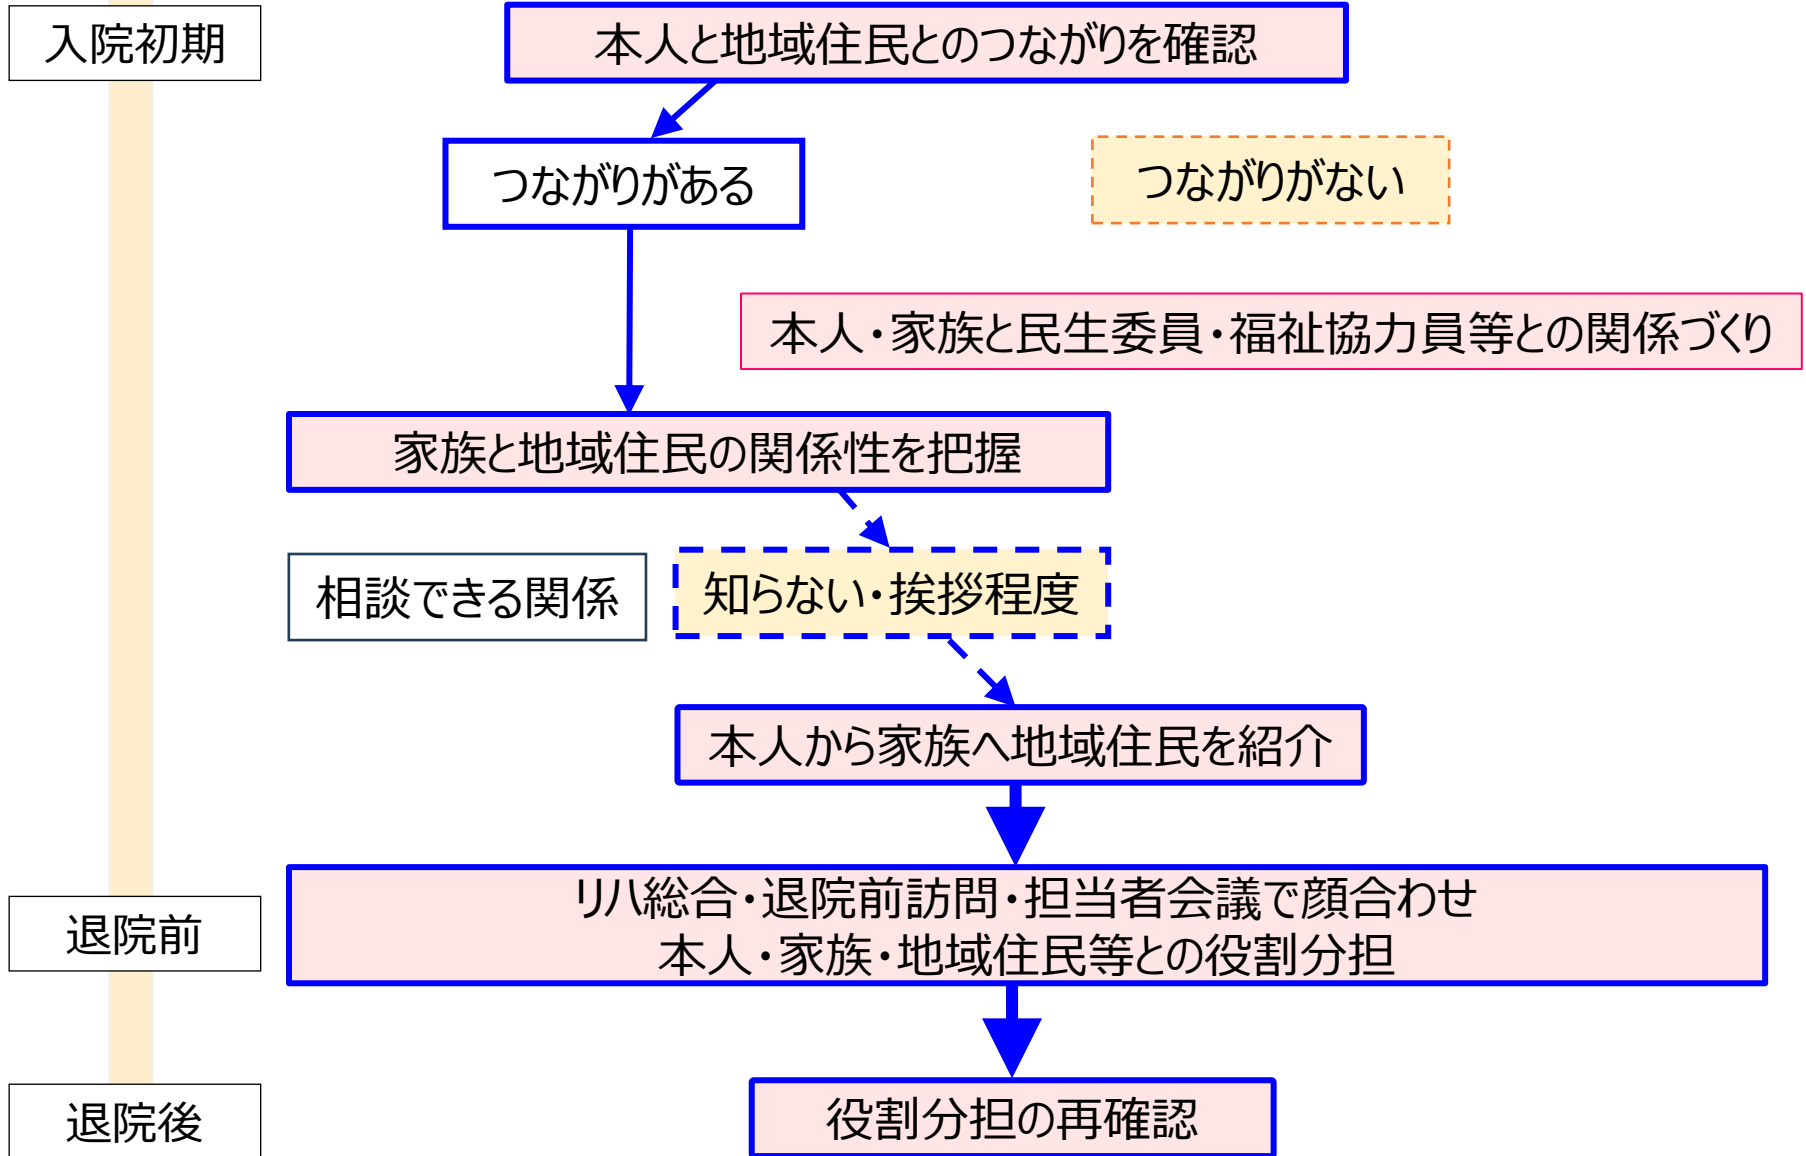 入院初期
本人と地域住民とのつながりを確認
つながりがある
つながりがない
本人・家族と民生委員・福祉協力員等との関係づくり
家族と地域住民の関係性を把握
相談できる関係
知らない・挨拶程度
本人から家族へ地域住民を紹介
退院前
リハ総合・退院前訪問・担当者会議で顔合わせ
本人・家族・地域住民等との役割分担
退院後
役割分担の再確認